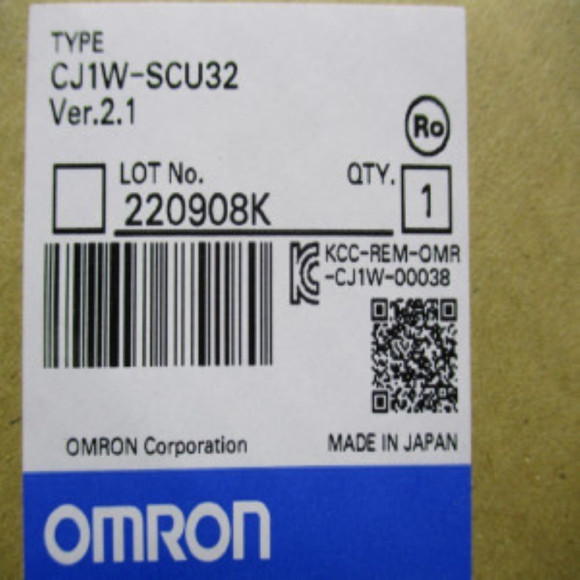 TYPE
CJ1W-SCU32
Ver.2.1
Ro
LOT No.
QTY.
220908K
1
KC
KCC-REM-OMR
-CJ1W-00038
OMRON Corporation
MADE IN JAPAN
OMRON